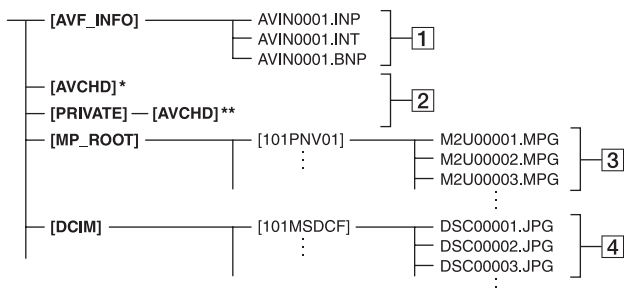 [AVF_INFO] AVIN0001.INP
AVIN0001.INT
AVIN0001.BNP
1
[AVCHD]*
2
[PRIVATE] [AVCHD]**
[MP_ROOT] [101PNV01] M2U00001.MPG
M2U00002.MPG
3
M2U00003.MPG
[DCIM] [101MSDCF] DSC00001.JPG
DSC00002.JPG
4
DSC00003.JPG